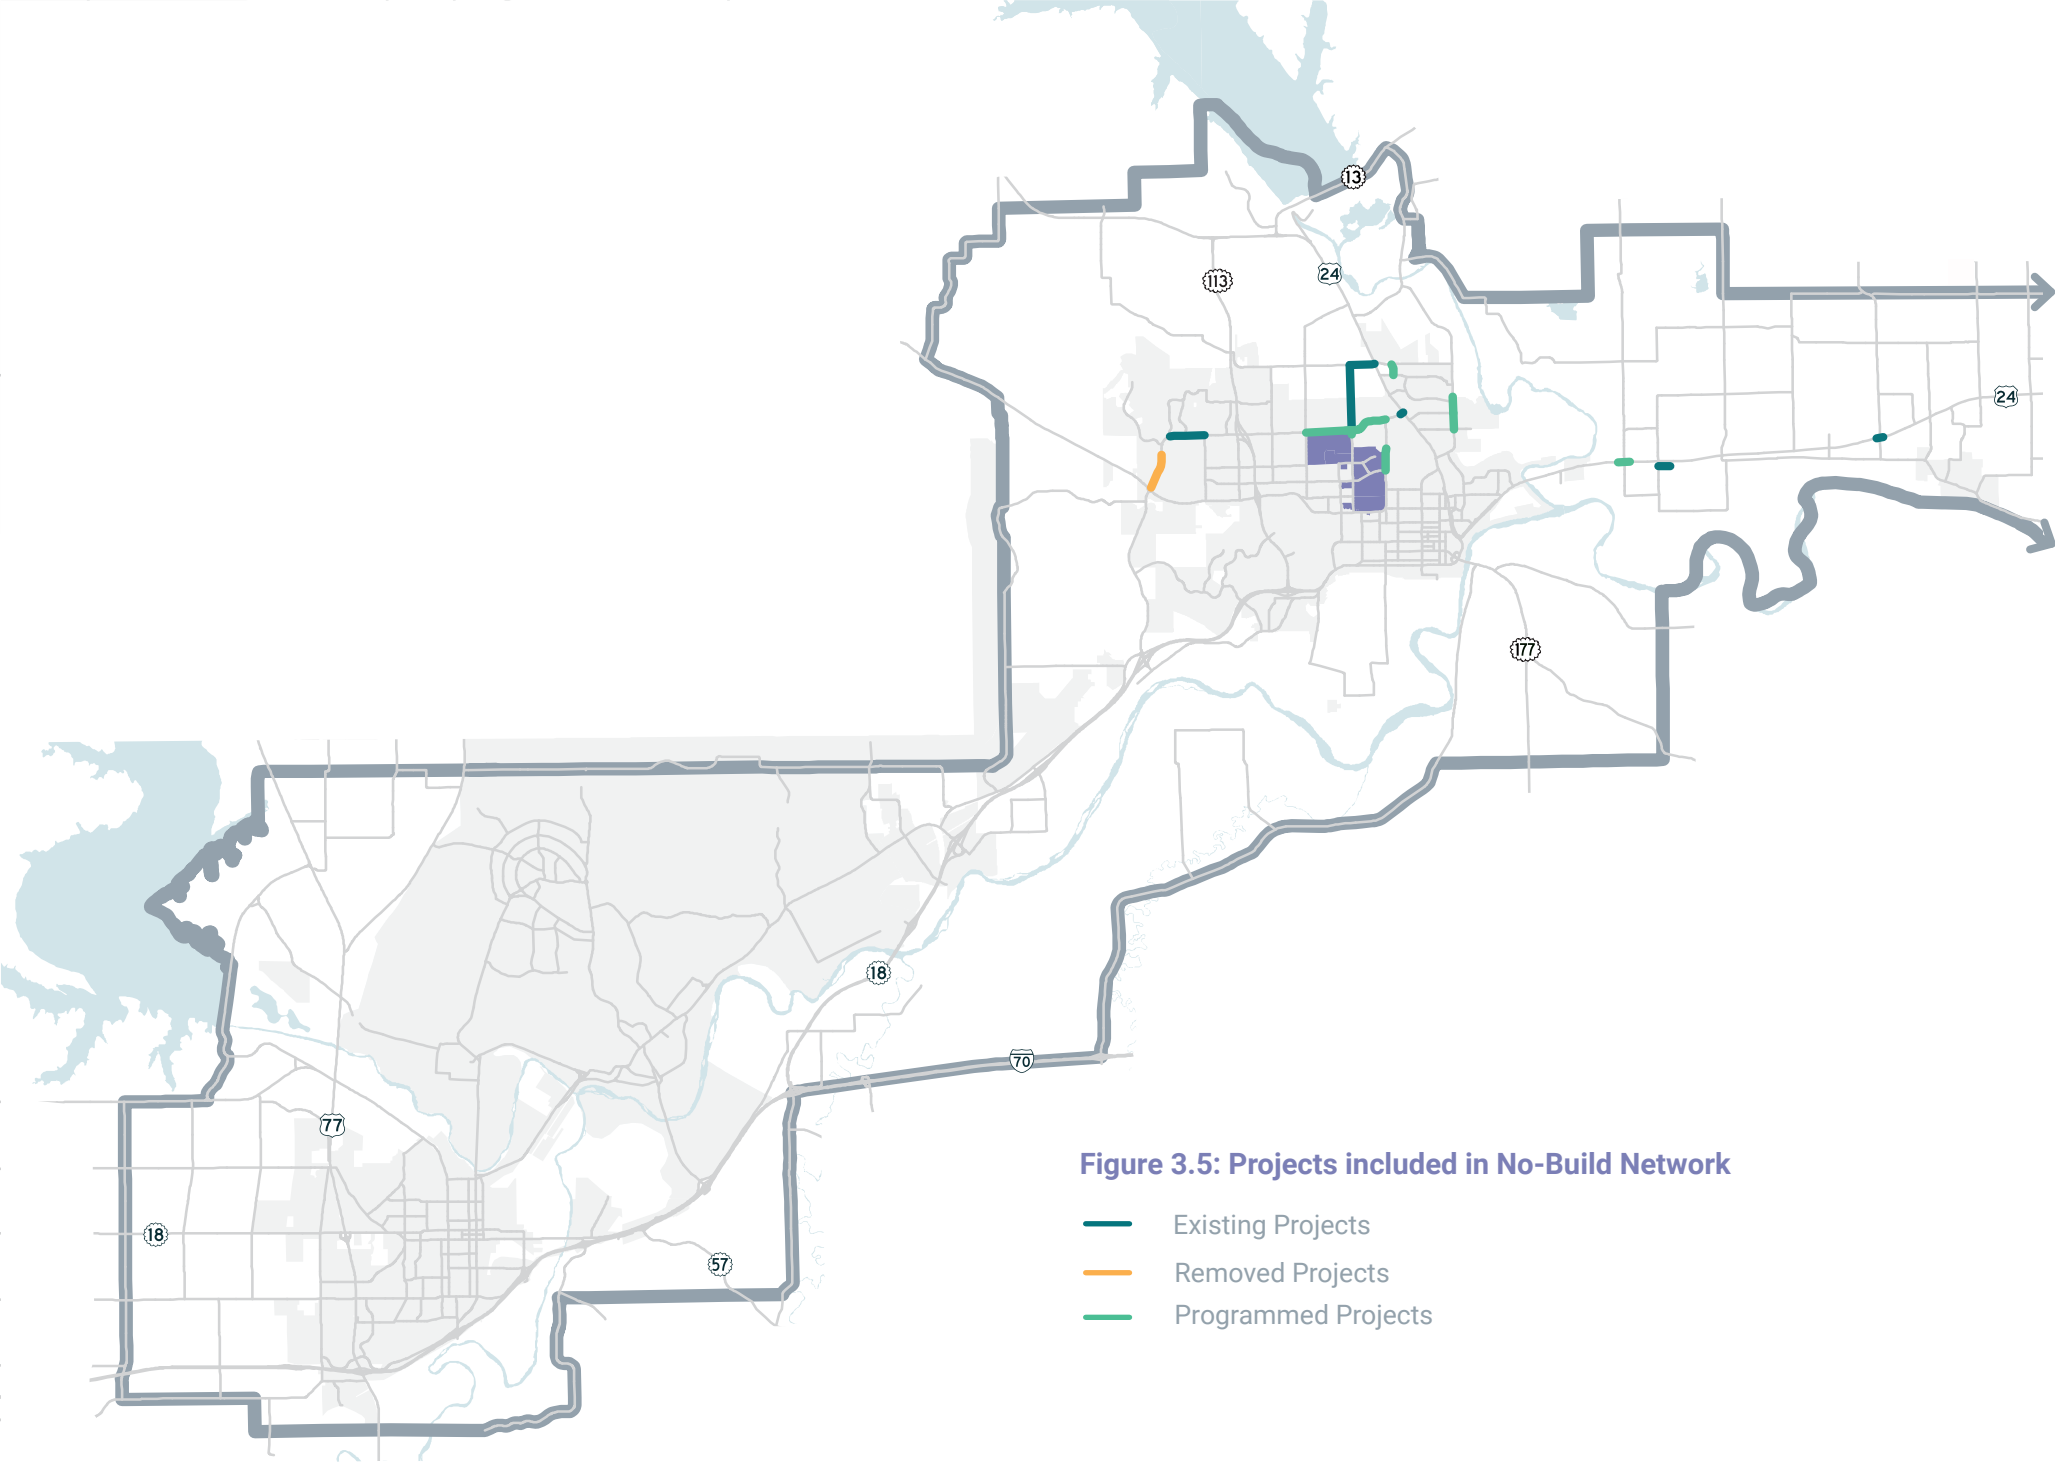 13
113
24
24
177
18
70
77
18
57
Figure 3.5: Projects included in No-Build Network
Existing Projects
Removed Projects
Programmed Projects